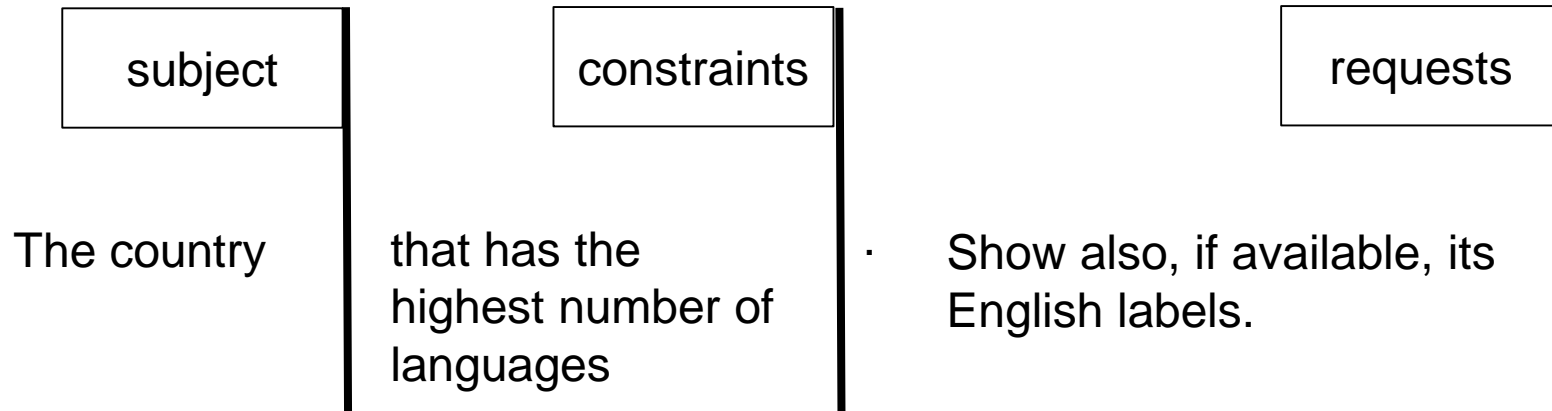 subject
constraints
requests
The country
that has the
highest number of
languages
.
Show also, if available, its
English labels.